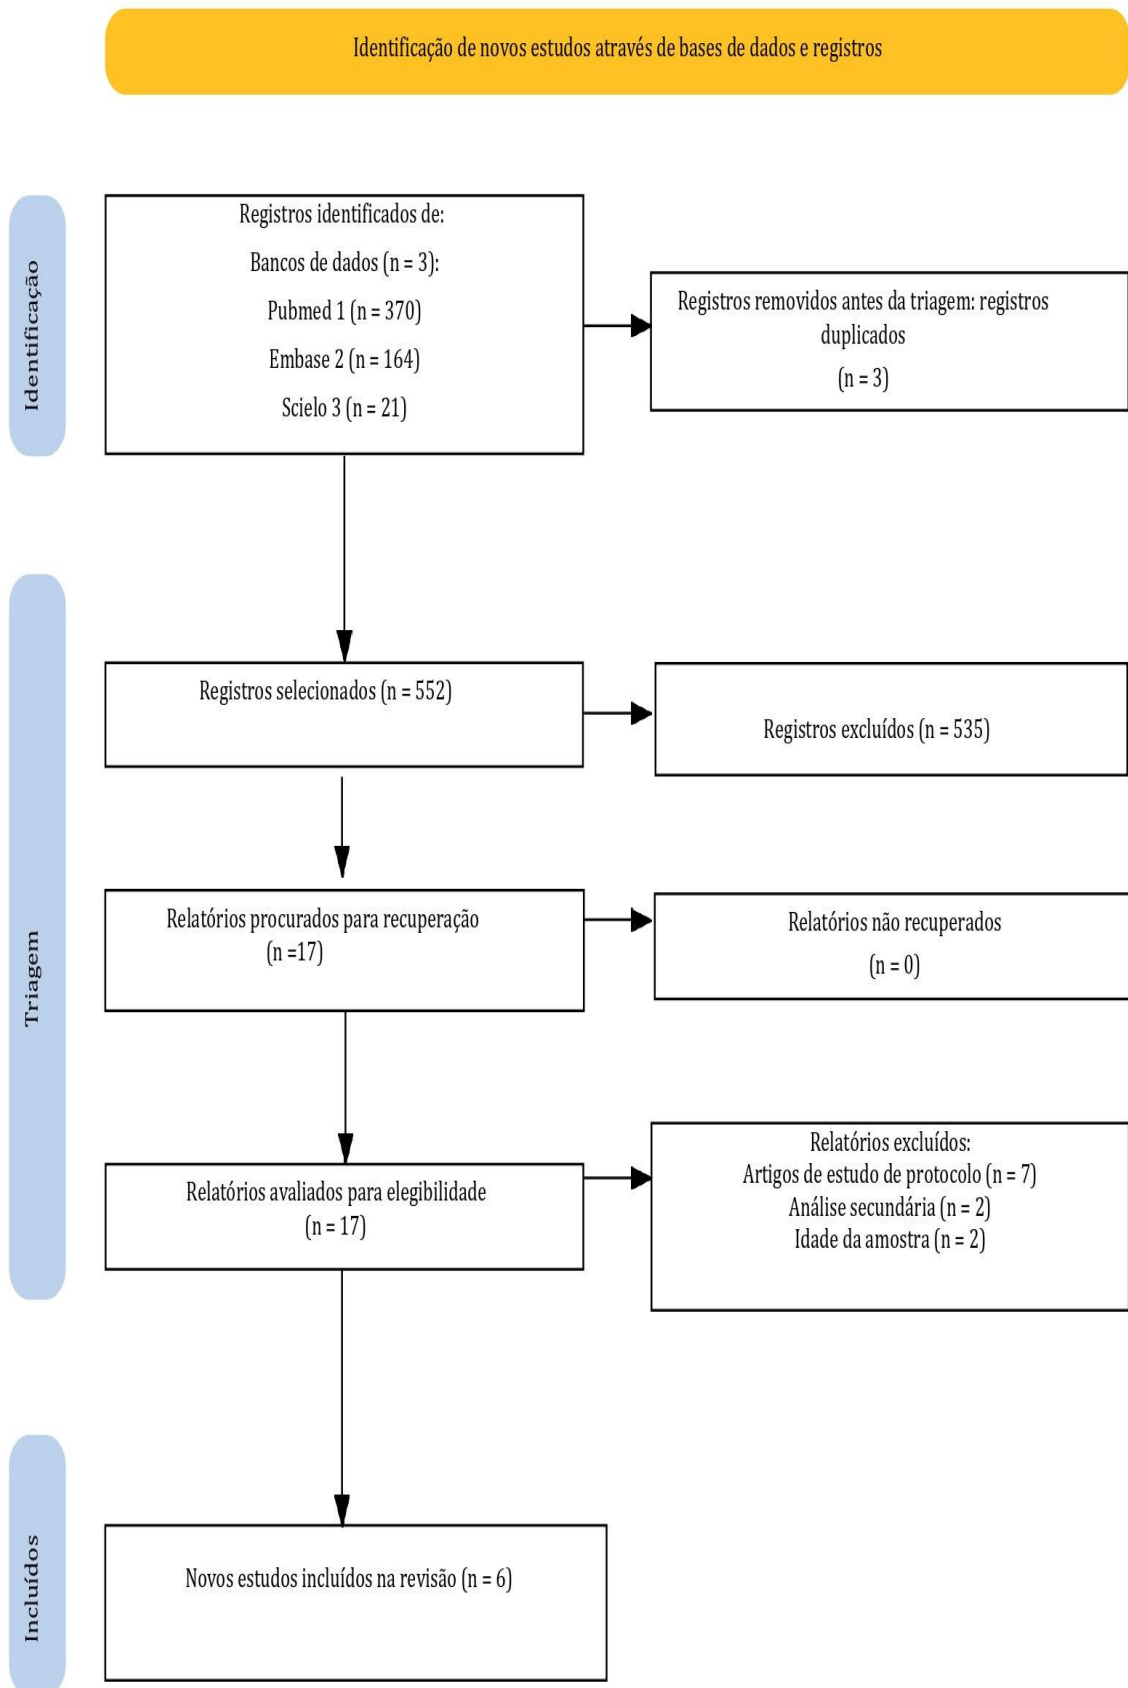 Identificação de novos estudos através de bases de dados e registros
Identificação
Registros identificados de:
Bancos de dados (n = 3):
Pubmed 1 (n = 370)
Embase 2 (n = 164)
Scielo 3 (n = 21)
Registros removidos antes da triagem: registros
duplicados
(n = 3)
Triagem
Registros selecionados (n = 552)
Registros excluídos (n = 535)
Relatórios procurados para recuperação
(n =17)
Relatórios não recuperados
(n = 0)
Relatórios avaliados para elegibilidade
(n = 17)
Relatórios excluídos:
Artigos de estudo de protocolo (n = 7)
Análise secundária (n = 2)
Idade da amostra (n = 2)
Incluídos
Novos estudos incluídos na revisão (n = 6)